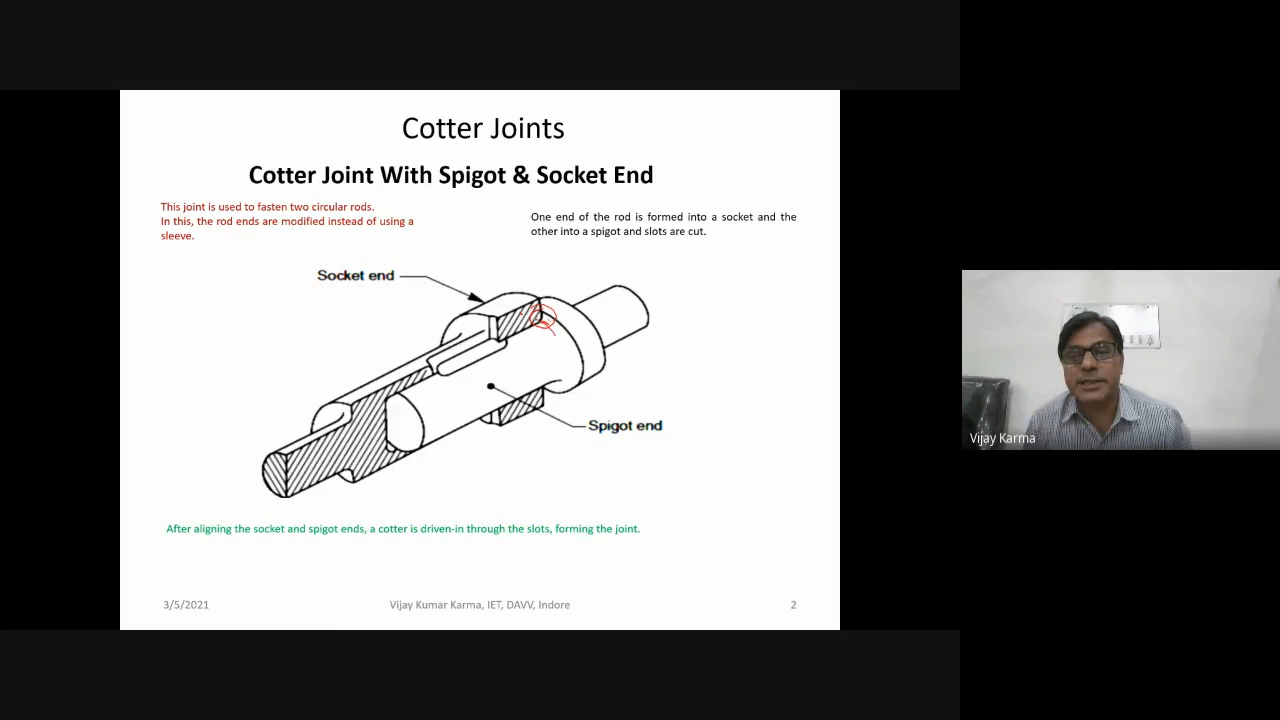 Cotter Joints
Cotter Joint With Spigot & Socket End
This joint is used to fasten two circular rods.
In this, the rod ends are modified instead of using a
sleeve.
One end of the rod is formed into a socket and the
other into a spigot and slots are cut.
Socket end
Spigot end
After aligning the socket and spigot ends, a cotter is driven-in through the slots, forming the joint.
3/5/2021
Vijay Kumar Karma, IET, DAVV, Indore
2
Vijay Karma